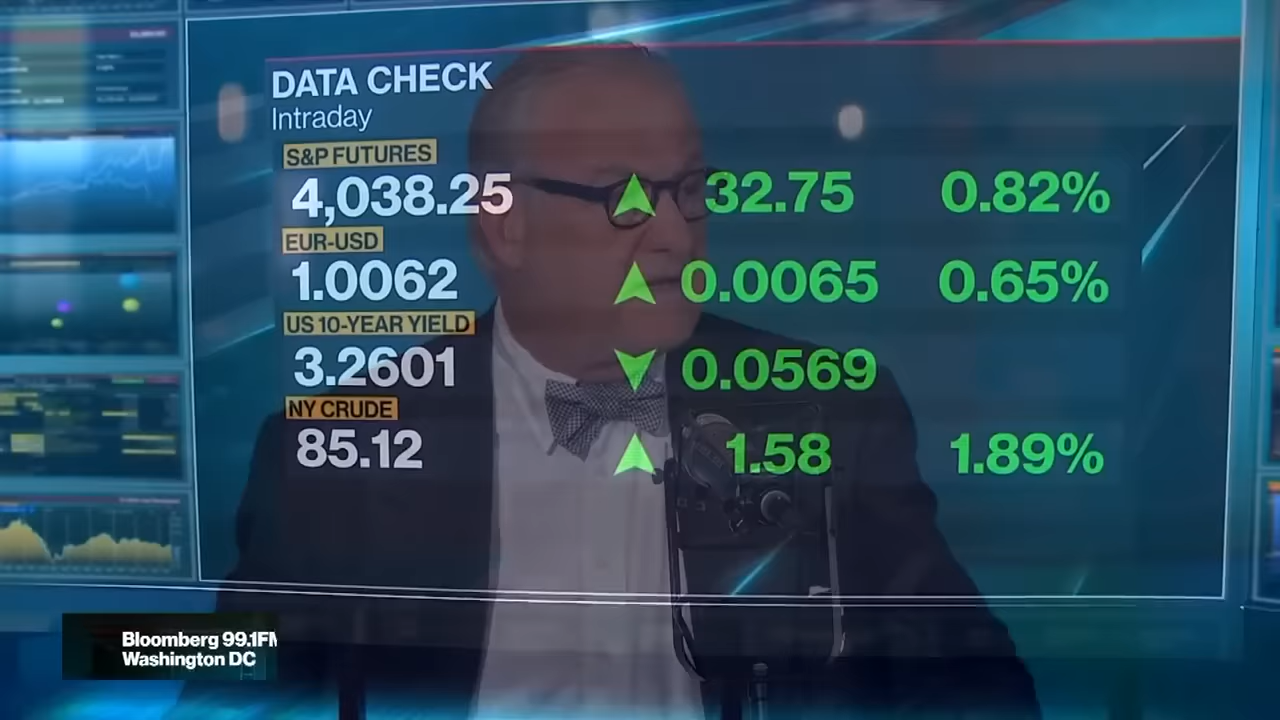 DATA CHECK
Intraday
S&P FUTURES
4,038.25 32.75 0.82%
EUR-USD
1.0062 0.0065 0.65%
US 10-YEAR YIELD
3.2601 0.0569
NY CRUDE
85.12 1.58 1.89%
Bloomberg 99.1FM
Washington DC